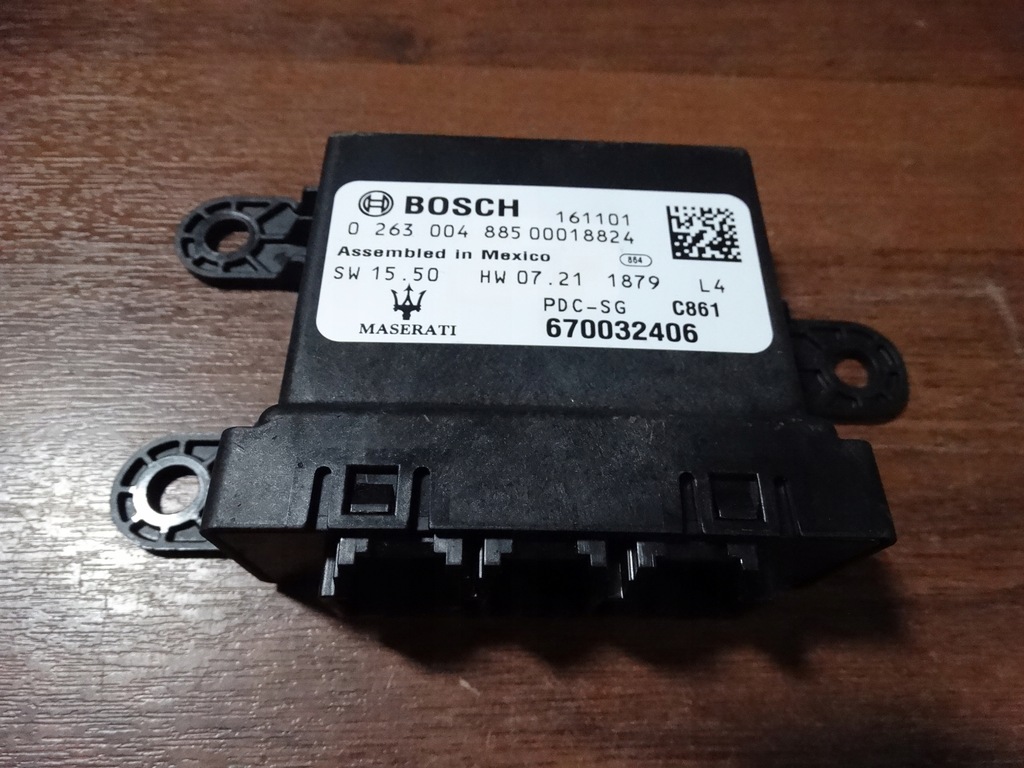 BOSCH 161101
0 263 004 885 00018824
Assembled in Mexico 884
SW 15.50 HW 07.21 1879 L4
PDC-SG C861
MASERATI 670032406